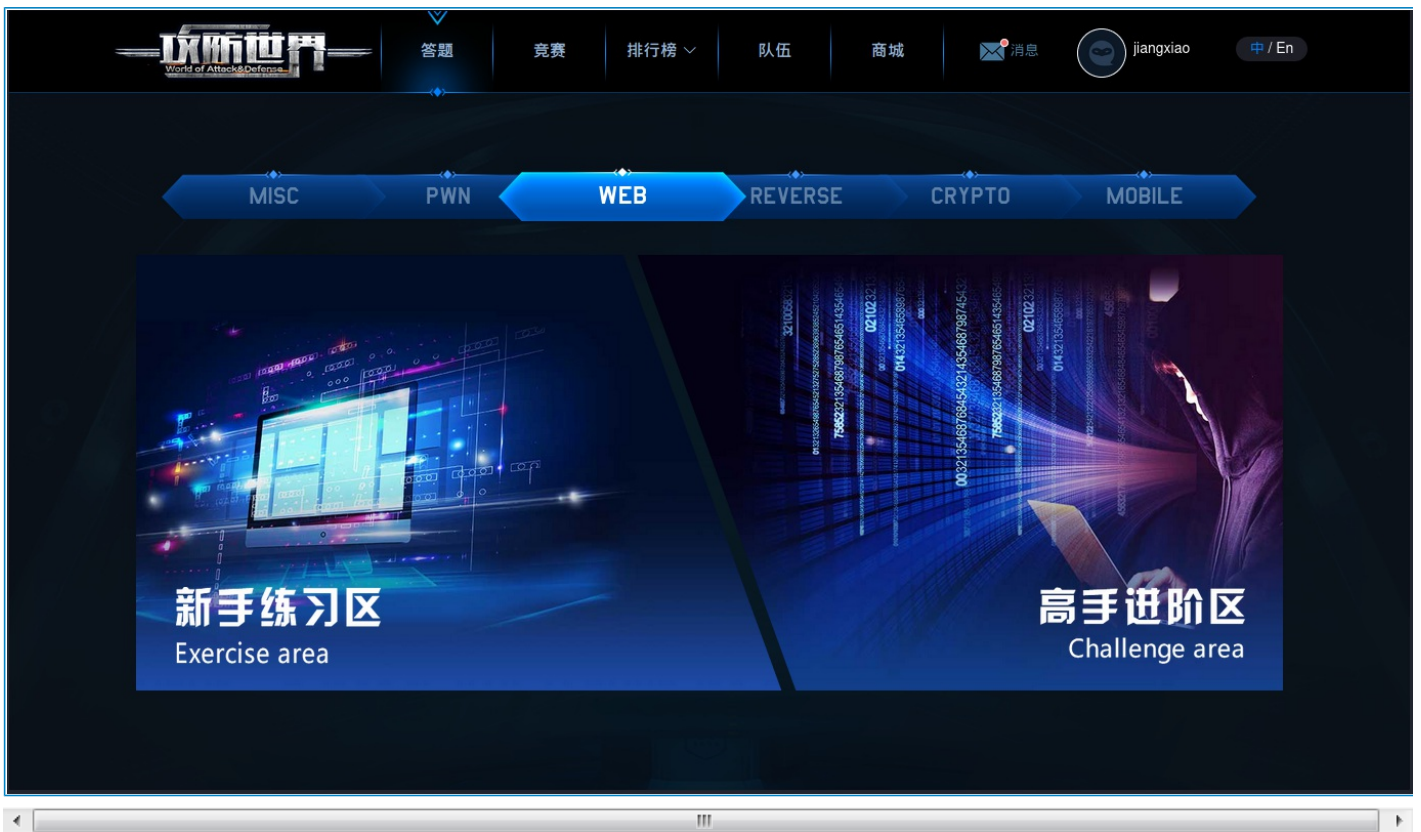 攻防世界
World of Attack&Defense
答题
竞赛
排行榜
队伍
商城
消息
jiangxiao
中 / En
MISC
PWN
WEB
REVERSE
CRYPTO
MOBILE
新手练习区
Exercise area
高手进阶区
Challenge area